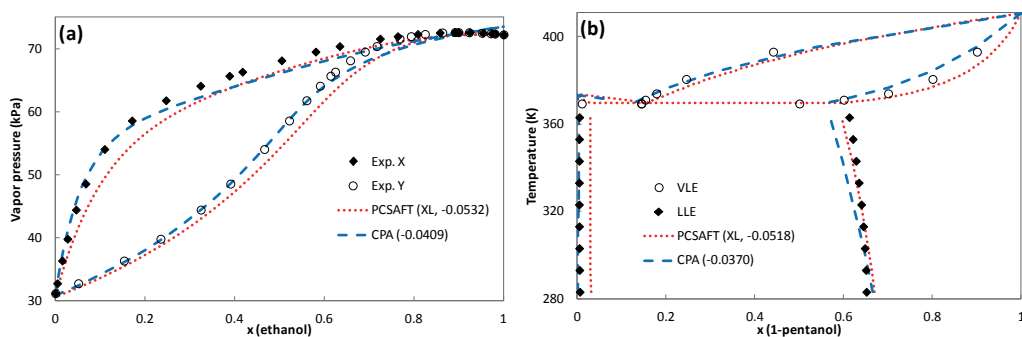 (a)
70
60
50
40
30
Vapor pressure (kPa)
0
0.2
0.4
0.6
0.8
1
x (ethanol)
Exp. X
Exp. Y
PCSAFT (XL, -0.0532)
CPA (-0.0409)
(b)
400
360
320
280
Temperature (K)
0
0.2
0.4
0.6
0.8
1
x (1-pentanol)
VLE
LLE
PCSAFT (XL, -0.0518)
CPA (-0.0370)